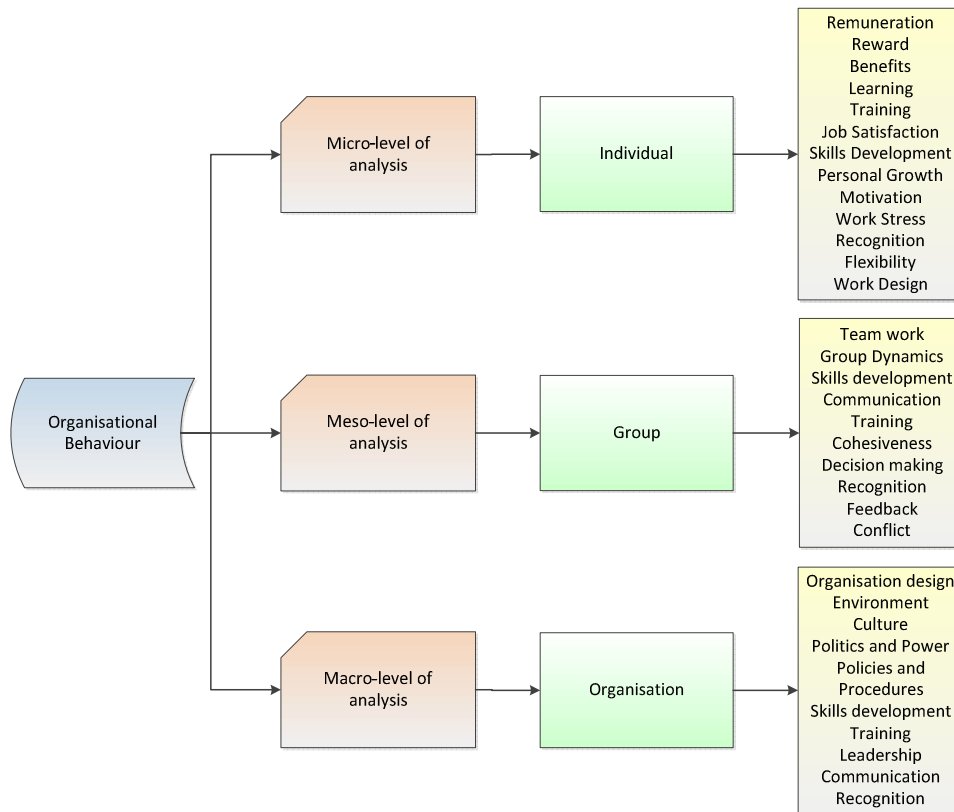 Organisational
Behaviour
Micro-level of
analysis
Individual
Remuneration
Reward
Benefits
Learning
Training
Job Satisfaction
Skills Development
Personal Growth
Motivation
Work Stress
Recognition
Flexibility
Work Design
Meso-level of
analysis
Group
Team work
Group Dynamics
Skills development
Communication
Training
Cohesiveness
Decision making
Recognition
Feedback
Conflict
Macro-level of
analysis
Organisation
Organisation design
Environment
Culture
Politics and Power
Policies and
Procedures
Skills development
Training
Leadership
Communication
Recognition